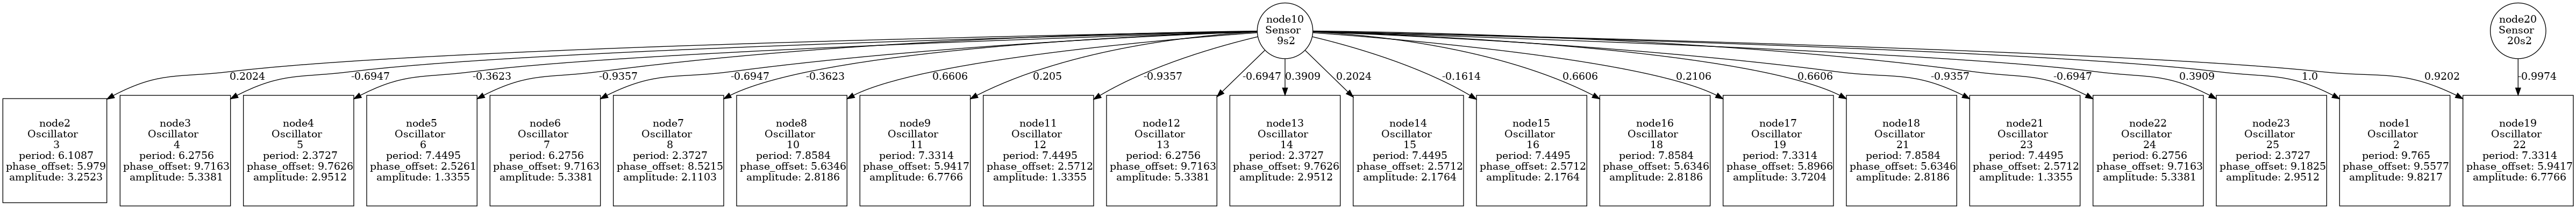 node10
Sensor
9s2
node20
Sensor
20s2
0.2024
-0.6947
-0.3623
-0.9357
-0.6947
-0.3623
0.6606
0.205
-0.9357
-0.6947
0.3909
0.2024
-0.1614
0.6606
0.2106
0.6606
-0.9357
-0.6947
0.3909
1.0
0.9202
-0.9974
node2
Oscillator
3
period: 6.1087
phase_offset: 5.979
amplitude: 3.2523
node3
Oscillator
4
period: 6.2756
phase_offset: 9.7163
amplitude: 5.3381
node4
Oscillator
5
period: 2.3727
phase_offset: 9.7626
amplitude: 2.9512
node5
Oscillator
6
period: 7.4495
phase_offset: 2.5261
amplitude: 1.3355
node6
Oscillator
7
period: 6.2756
phase_offset: 9.7163
amplitude: 5.3381
node7
Oscillator
8
period: 2.3727
phase_offset: 8.5215
amplitude: 2.1103
node8
Oscillator
10
period: 7.8584
phase_offset: 5.6346
amplitude: 2.8186
node9
Oscillator
11
period: 7.3314
phase_offset: 5.9417
amplitude: 6.7766
node11
Oscillator
12
period: 7.4495
phase_offset: 2.5712
amplitude: 1.3355
node12
Oscillator
13
period: 6.2756
phase_offset: 9.7163
amplitude: 5.3381
node13
Oscillator
14
period: 2.3727
phase_offset: 9.7626
amplitude: 2.9512
node14
Oscillator
15
period: 7.4495
phase_offset: 2.5712
amplitude: 2.1764
node15
Oscillator
16
period: 7.4495
phase_offset: 2.5712
amplitude: 2.1764
node16
Oscillator
18
period: 7.8584
phase_offset: 5.6346
amplitude: 2.8186
node17
Oscillator
19
period: 7.3314
phase_offset: 5.8966
amplitude: 3.7204
node18
Oscillator
21
period: 7.8584
phase_offset: 5.6346
amplitude: 2.8186
node21
Oscillator
23
period: 7.4495
phase_offset: 2.5712
amplitude: 1.3355
node22
Oscillator
24
period: 6.2756
phase_offset: 9.7163
amplitude: 5.3381
node23
Oscillator
25
period: 2.3727
phase_offset: 9.1825
amplitude: 2.9512
node1
Oscillator
2
period: 9.765
phase_offset: 9.5577
amplitude: 9.8217
node19
Oscillator
22
period: 7.3314
phase_offset: 5.9417
amplitude: 6.7766